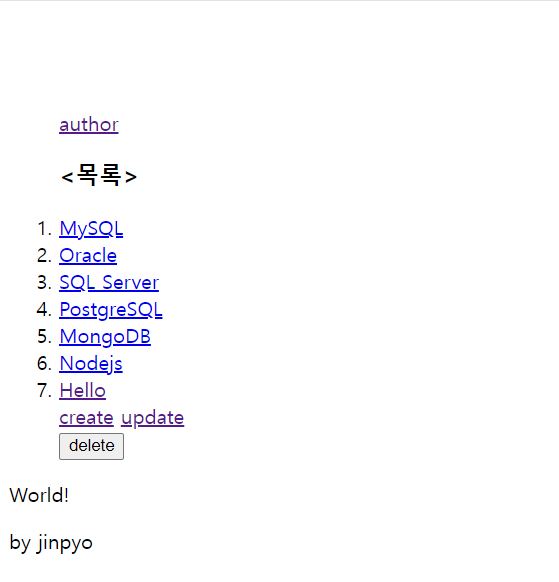 author
<목록>
1. MySQL
2. Oracle
3. SQL Server
4. PostgreSQL
5. MongoDB
6. Nodejs
7. Hello
create update
delete
World!
by jinpyo